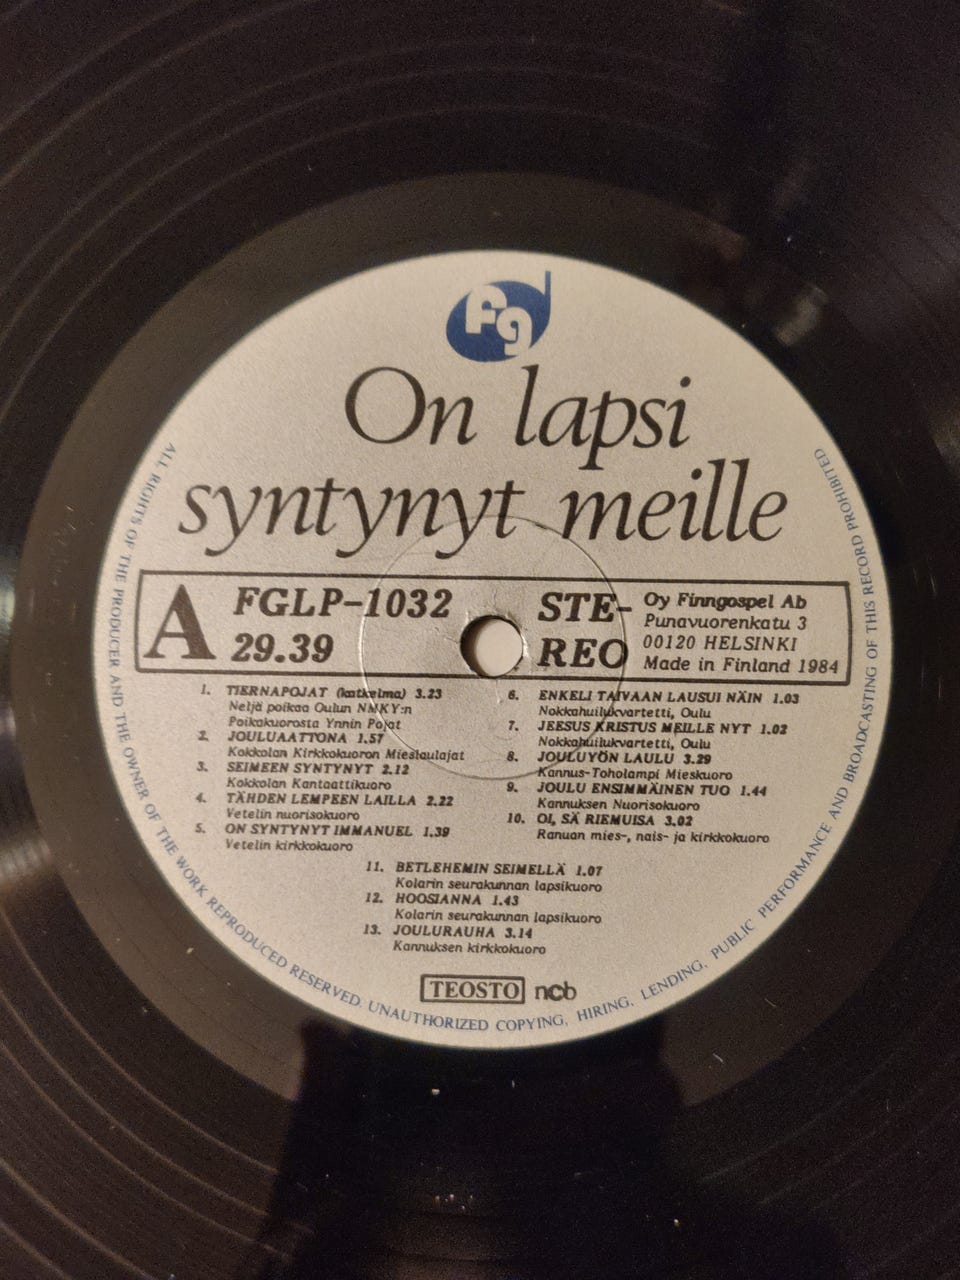 fg
On lapsi
syntynyt meille
A
FGLP-1032
29.39
STE-
REO
Oy Finngospel Ab
Punavuorenkatu 3
00120 HELSINKI
Made in Finland 1984
1. TIERNAPOJAT (katkelma) 3.23
Neljä poikaa Oulun NMKY:n
Poikakuorosta Ynnin Pojat
2. JOULUAATTONA 1.57
Kokkolan Kirkkokuoron Mieslaulajat
3. SEIMEEN SYNTYNYT 2.12
Kokkolan Kantaattikuoro
4. TÄHDEN LEMPEEN LAILLA 2.22
Vetelin nuorisokuoro
5. ON SYNTYNYT IMMANUEL 1.39
Vetelin kirkkokuoro
6. ENKELI TAIVAAN LAUSUI NÄIN 1.03
Nokkahuilukvartetti, Oulu
7. JEESUS KRISTUS MEILLE NYT 1.02
Nokkahuilukvartetti, Oulu
8. JOULUYÖN LAULU 3.29
Kannus-Toholampi Mieskuoro
9. JOULU ENSIMMÄINEN TUO 1.44
Kannuksen Nuorisokuoro
10. OI, SÄ RIEMUISA 3.02
Ranuan mies-, nais- ja kirkkokuoro
11. BETLEHEMIN SEIMELLÄ 1.07
Kolarin seurakunnan lapsikuoro
12. HOOSIANNA 1.43
Kolarin seurakunnan lapsikuoro
13. JOULURAUHA 3.14
Kannuksen kirkkokuoro
TEOSTO ncb
ALL RIGHTS OF THE PRODUCER AND THE OWNER OF THE WORK REPRODUCED RESERVED. UNAUTHORIZED COPYING, HIRING, LENDING, PUBLIC PERFORMANCE AND BROADCASTING OF THIS RECORD PROHIBITED